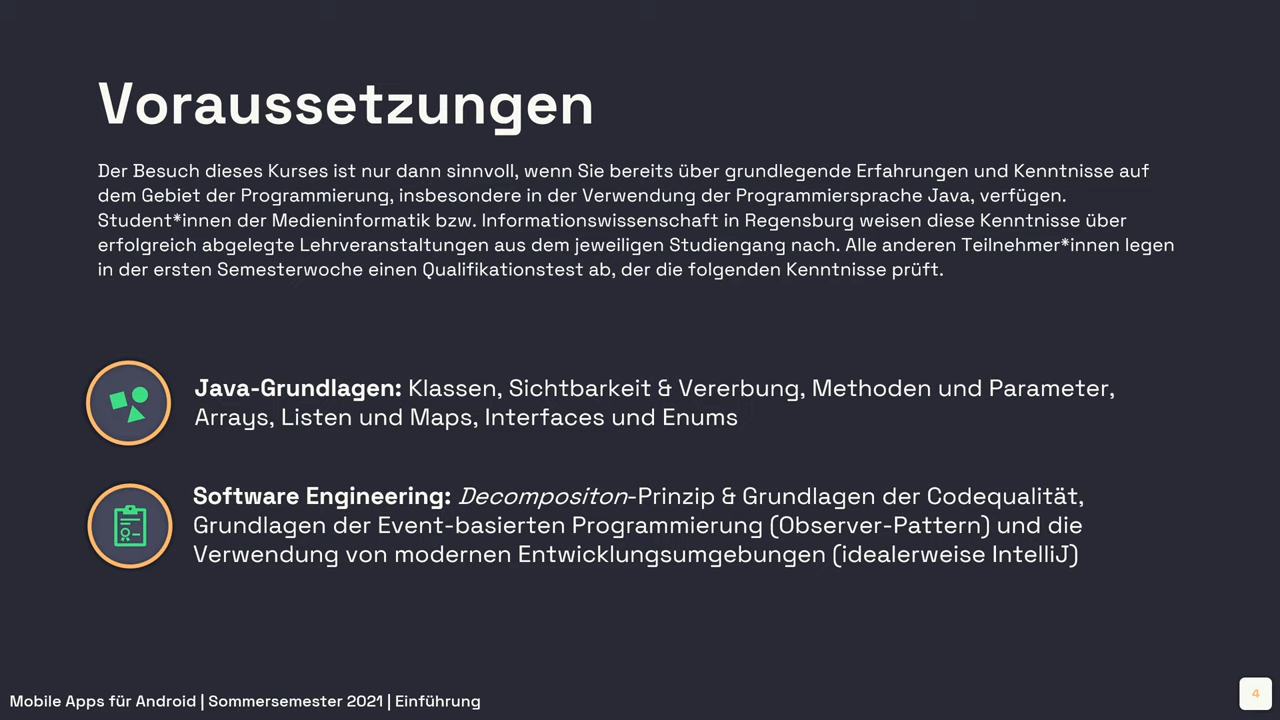 Voraussetzungen
Der Besuch dieses Kurses ist nur dann sinnvoll, wenn Sie bereits über grundlegende Erfahrungen und Kenntnisse auf
dem Gebiet der Programmierung, insbesondere in der Verwendung der Programmiersprache Java, verfügen.
Student*innen der Medieninformatik bzw. Informationswissenschaft in Regensburg weisen diese Kenntnisse über
erfolgreich abgelegte Lehrveranstaltungen aus dem jeweiligen Studiengang nach. Alle anderen Teilnehmer*innen legen
in der ersten Semesterwoche einen Qualifikationstest ab, der die folgenden Kenntnisse prüft.
Java-Grundlagen: Klassen, Sichtbarkeit & Vererbung, Methoden und Parameter,
Arrays, Listen und Maps, Interfaces und Enums
Software Engineering: Decompositon-Prinzip & Grundlagen der Codequalität,
Grundlagen der Event-basierten Programmierung (Observer-Pattern) und die
Verwendung von modernen Entwicklungsumgebungen (idealerweise IntelliJ)
Mobile Apps für Android | Sommersemester 2021 | Einführung
4